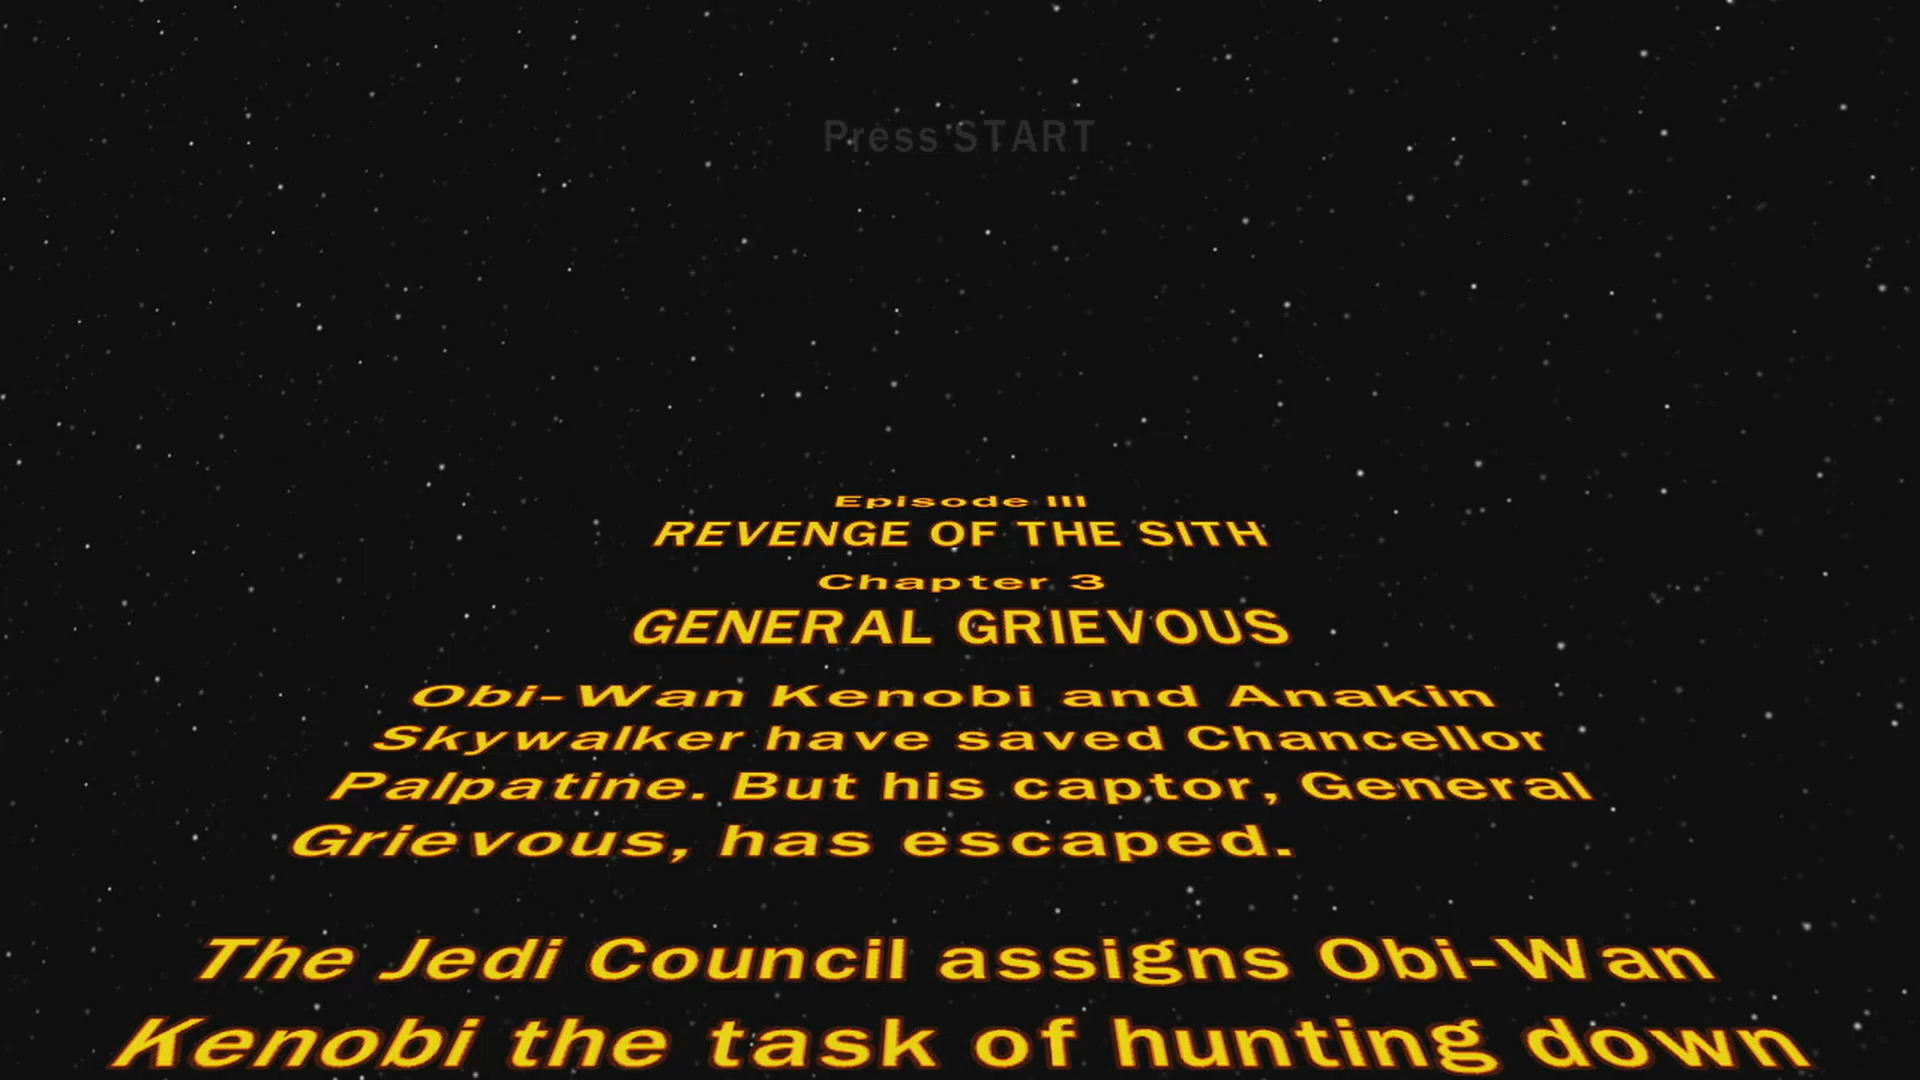 Press START
Episode III
REVENGE OF THE SITH
Chapter 3
GENERAL GRIEVOUS
Obi-Wan Kenobi and Anakin
Skywalker have saved Chancellor
Palpatine. But his captor, General
Grievous, has escaped.
The Jedi Council assigns Obi-Wan
Kenobi the task of hunting down